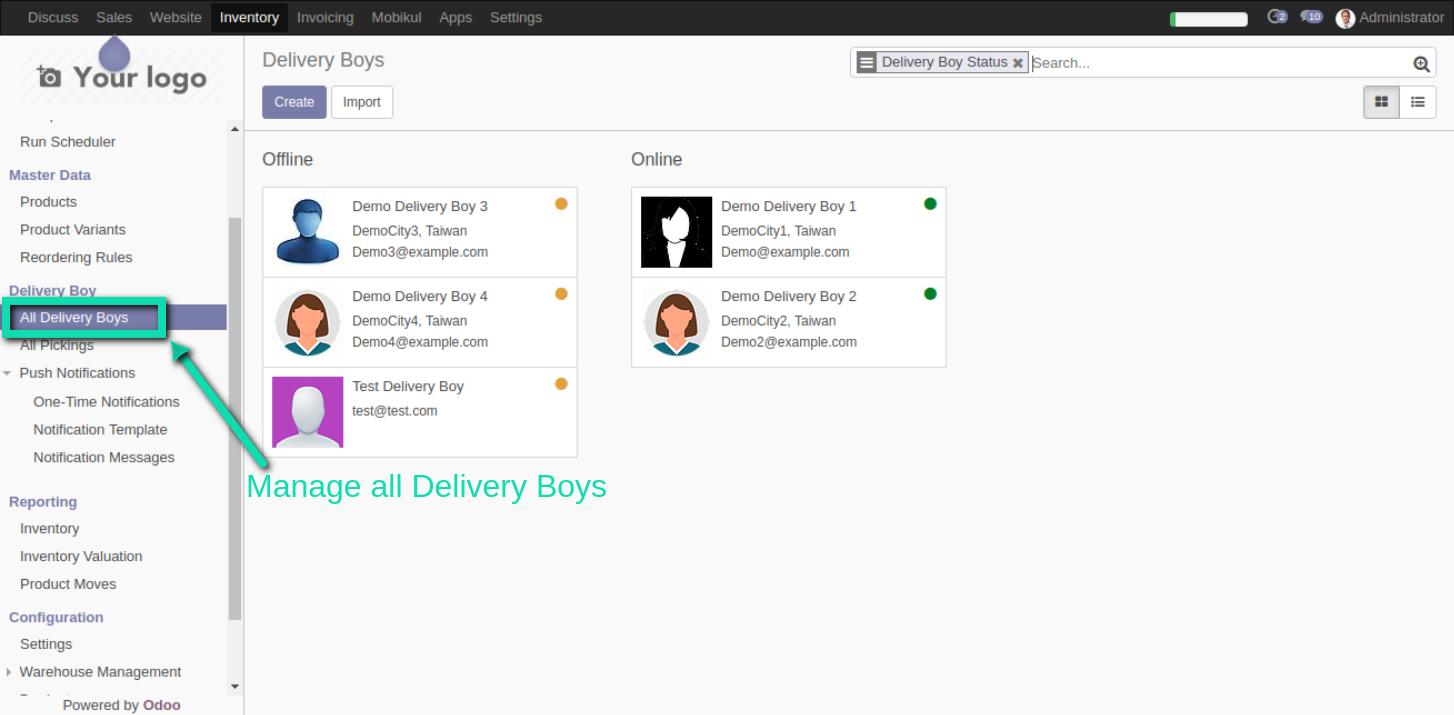 Discuss Sales Website Inventory Invoicing Mobikul Apps Settings 2 10 Administrator
Your logo
Delivery Boys
Delivery Boy Status Search...
Create Import
Run Scheduler
Master Data
Products
Product Variants
Reordering Rules
Delivery Boy
All Delivery Boys
All Pickings
Push Notifications
One-Time Notifications
Notification Template
Notification Messages
Reporting
Inventory
Inventory Valuation
Product Moves
Configuration
Settings
Warehouse Management
Powered by Odoo
Offline
Demo Delivery Boy 3
DemoCity3, Taiwan
Demo3@example.com
Demo Delivery Boy 4
DemoCity4, Taiwan
Demo4@example.com
Test Delivery Boy
test@test.com
Online
Demo Delivery Boy 1
DemoCity1, Taiwan
Demo@example.com
Demo Delivery Boy 2
DemoCity2, Taiwan
Demo2@example.com
Manage all Delivery Boys